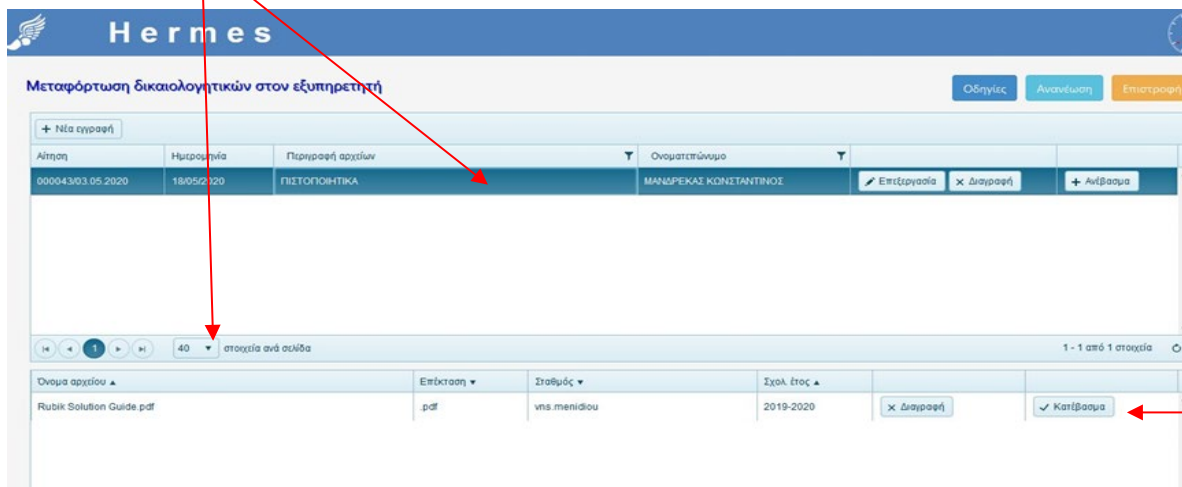 Hermes
Μεταφόρτωση δικαιολογητικών στον εξυπηρετητή
Οδηγίες Ανανέωση Επιστροφή
+ Νέα εγγραφή
Αίτηση Ημερομηνία Περιγραφή αρχείων Ονοματεπώνυμο
000043/03.05.2020 18/05/2020 ΠΙΣΤΟΠΟΙΗΤΙΚΑ ΜΑΝΔΡΕΚΑΣ ΚΩΝΣΤΑΝΤΙΝΟΣ Επεξεργασία × Διαγραφή + Ανέβασμα
1 40 στοιχεία ανά σελίδα 1 - 1 από 1 στοιχεία
Όνομα αρχείου Επέκταση Σταθμός Σχολ. έτος
Rubik Solution Guide.pdf .pdf vns.menidiou 2019-2020 × Διαγραφή Κατέβασμα